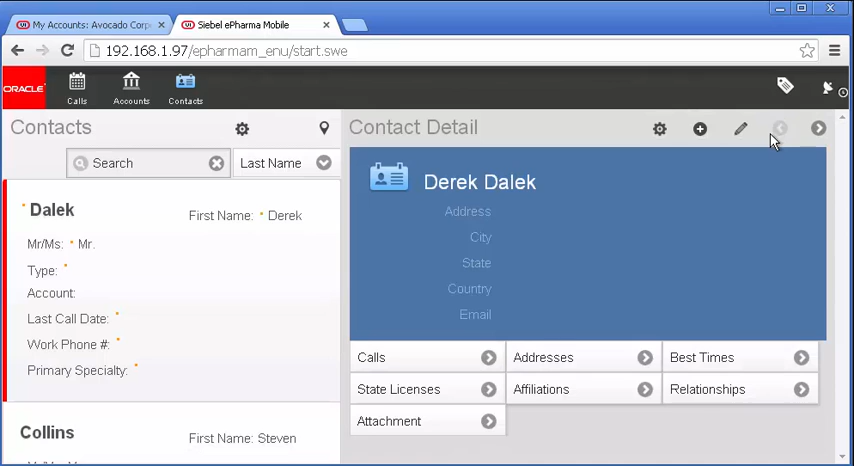 My Accounts: Avocado Corp
Siebel ePharma Mobile
192.168.1.97/epharmam_enu/start.swe
ORACLE
Calls
Accounts
Contacts
Contacts
Contact Detail
Search
Last Name
Derek Dalek
Address
City
State
Country
Email
Dalek
First Name: Derek
Mr/Ms: Mr.
Type:
Account:
Last Call Date:
Work Phone #:
Primary Specialty:
Calls
Addresses
Best Times
State Licenses
Affiliations
Relationships
Attachment
Collins
First Name: Steven